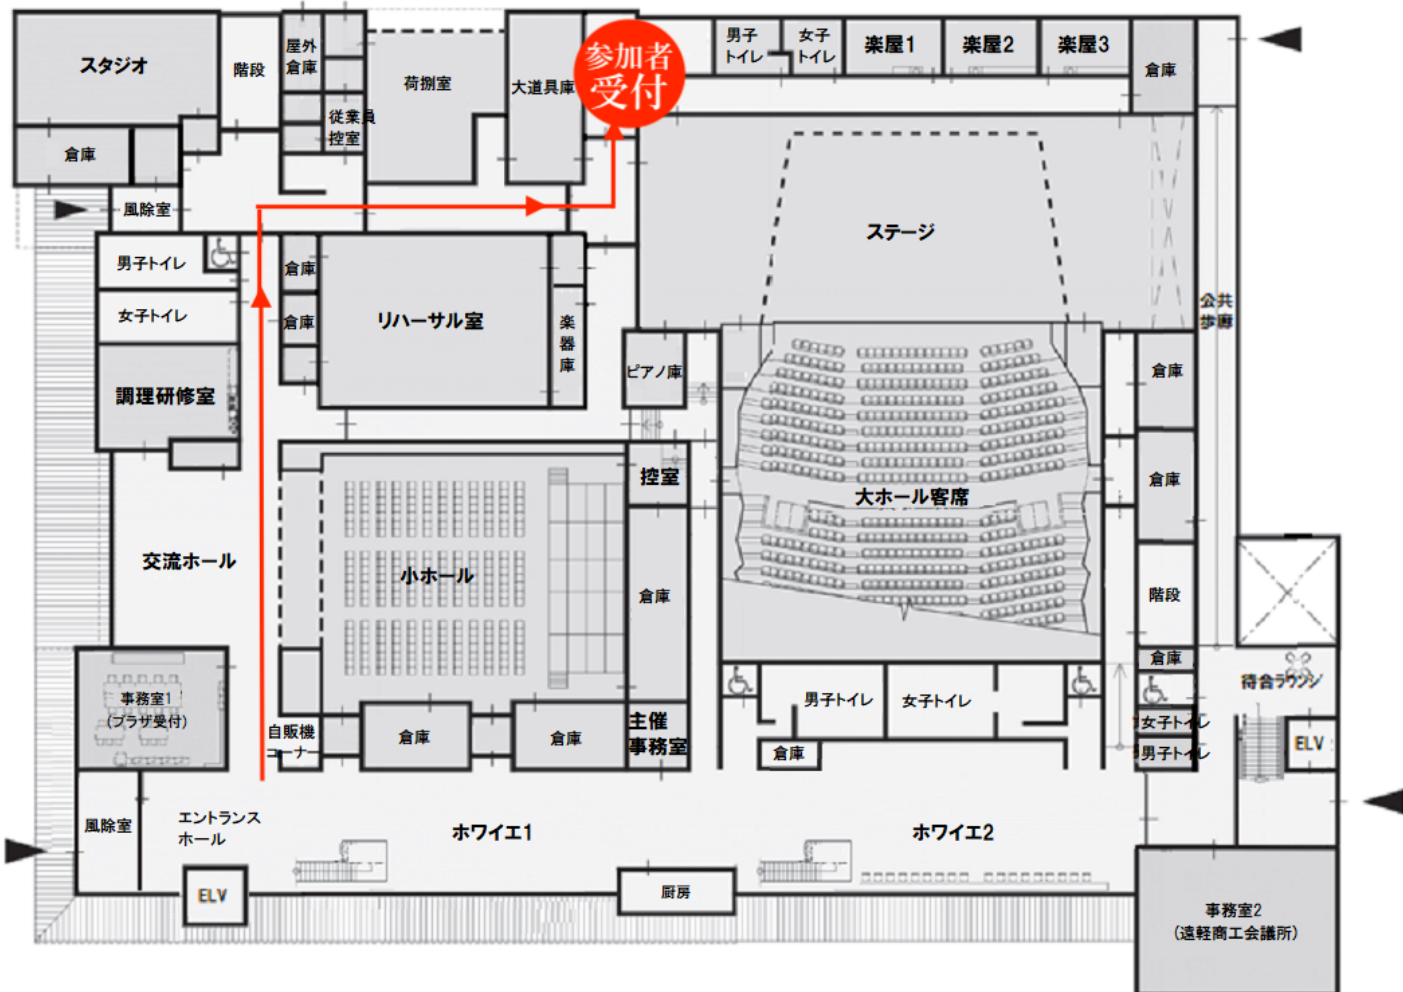 スタジオ
階段
屋外
倉庫
従業員
控室
荷捌室
大道具庫
参加者
受付
男子
トイレ
女子
トイレ
楽屋1
楽屋2
楽屋3
倉庫
倉庫
風除室
ステージ
公共
歩廊
男子トイレ
女子トイレ
調理研修室
倉庫
倉庫
リハーサル室
楽
器
庫
ピアノ庫
倉庫
倉庫
階段
倉庫
大ホール客席
控室
倉庫
小ホール
交流ホール
事務室1
(プラザ受付)
自販機
コーナー
倉庫
倉庫
主催
事務室
男子トイレ
女子トイレ
倉庫
女子トイレ
男子トイレ
待合ラウンジ
ELV
風除室
エントランス
ホール
ELV
ホワイエ1
ホワイエ2
厨房
事務室2
(遠軽商工会議所)